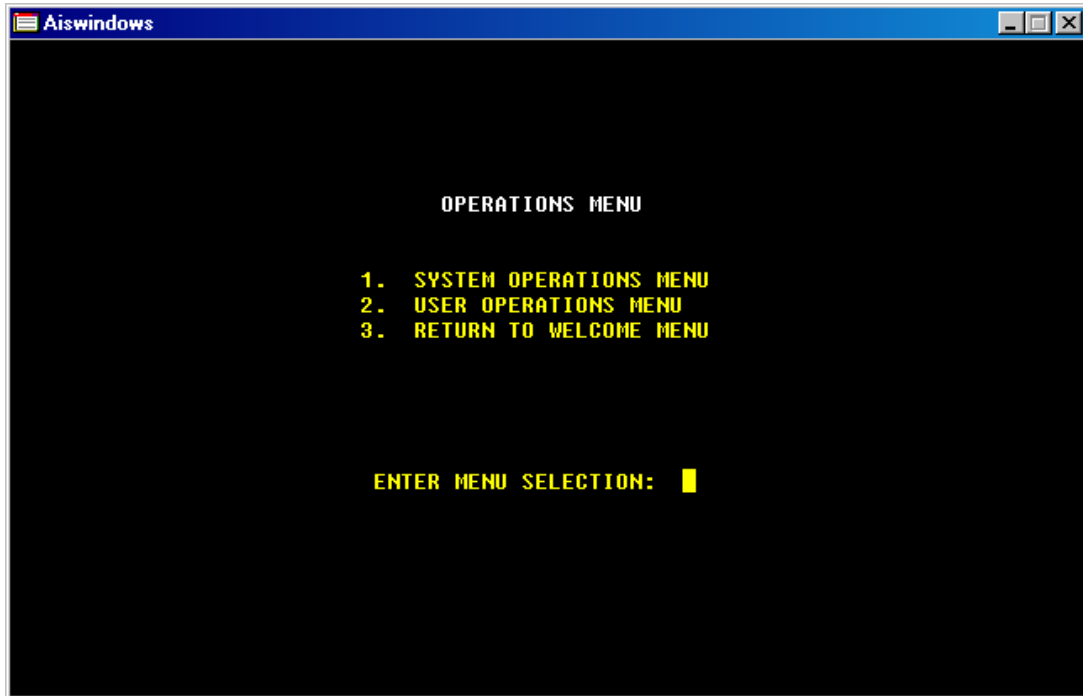 Aiswindows
OPERATIONS MENU
1. SYSTEM OPERATIONS MENU
2. USER OPERATIONS MENU
3. RETURN TO WELCOME MENU
ENTER MENU SELECTION: